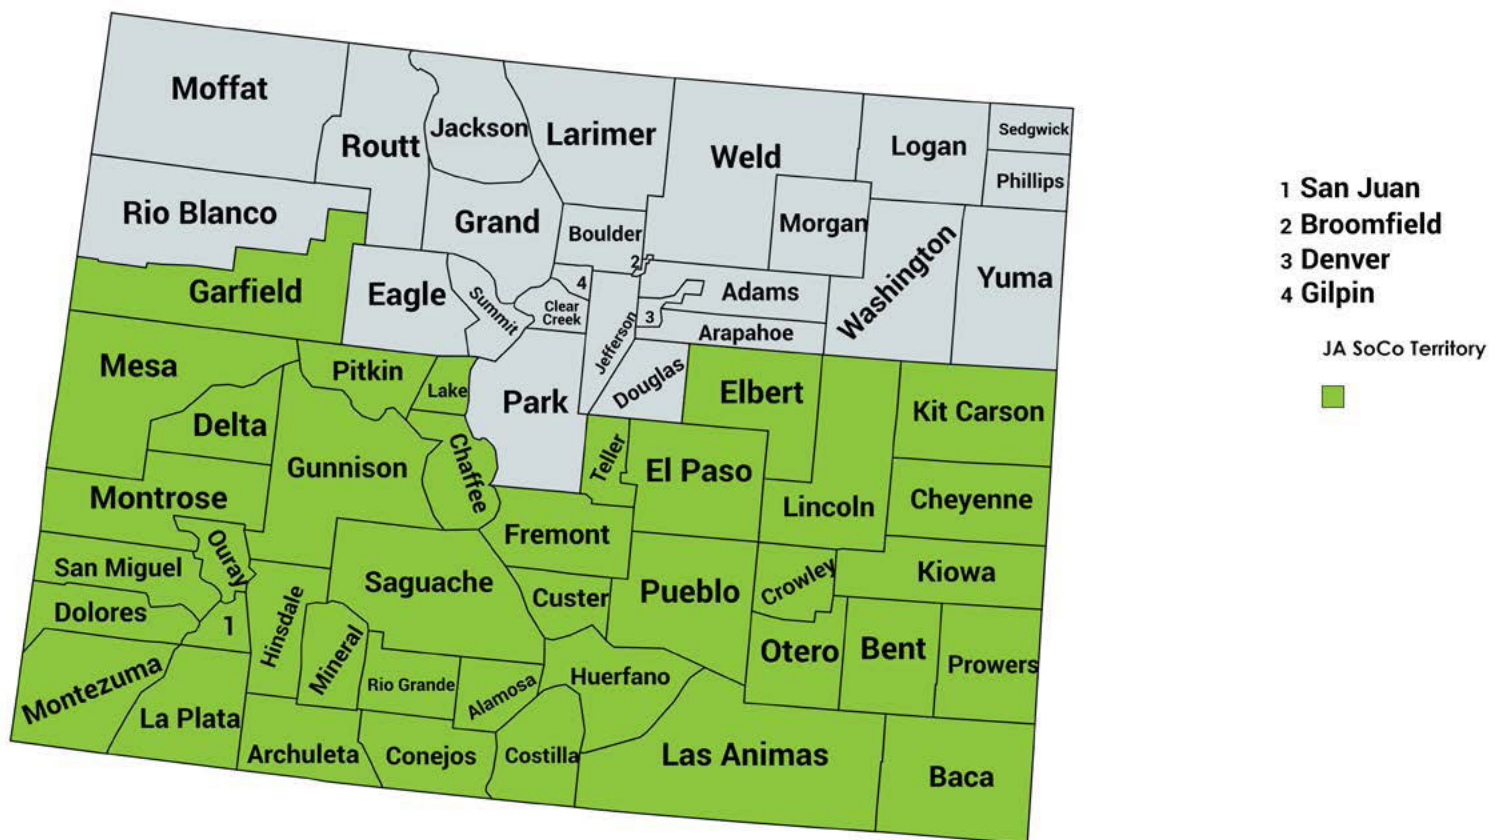 Moffat
Routt
Jackson
Larimer
Weld
Logan
Sedgwick
Phillips
Rio Blanco
Grand
Boulder
Morgan
Washington
Yuma
Garfield
Eagle
Summit
Clear
Creek
4
2
Jefferson
3
Adams
Arapahoe
Mesa
Pitkin
Lake
Park
Douglas
Elbert
Kit Carson
Delta
Gunnison
Chaffee
Teller
El Paso
Lincoln
Cheyenne
Montrose
Fremont
Ouray
San Miguel
Saguache
Custer
Pueblo
Crowley
Kiowa
Dolores
1
Hinsdale
Mineral
Rio Grande
Alamosa
Huerfano
Otero
Bent
Prowers
Montezuma
La Plata
Archuleta
Conejos
Costilla
Las Animas
Baca
1 San Juan
2 Broomfield
3 Denver
4 Gilpin
JA SoCo Territory